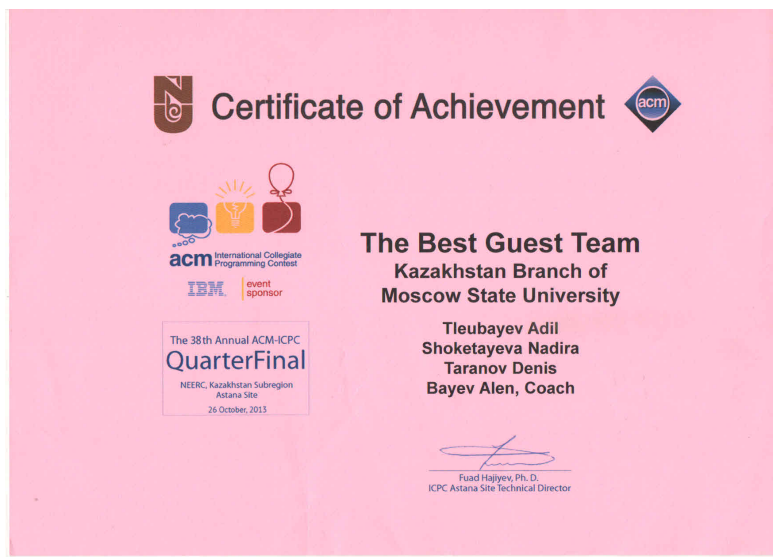 Certificate of Achievement
acm
acm International Collegiate
Programming Contest
IBM. event
sponsor
The 38th Annual ACM-ICPC
QuarterFinal
NEERC, Kazakhstan Subregion
Astana Site
26 October, 2013
The Best Guest Team
Kazakhstan Branch of
Moscow State University
Tleubayev Adil
Shoketayeva Nadira
Taranov Denis
Bayev Alen, Coach
Fuad Hajiyev, Ph. D.
ICPC Astana Site Technical Director